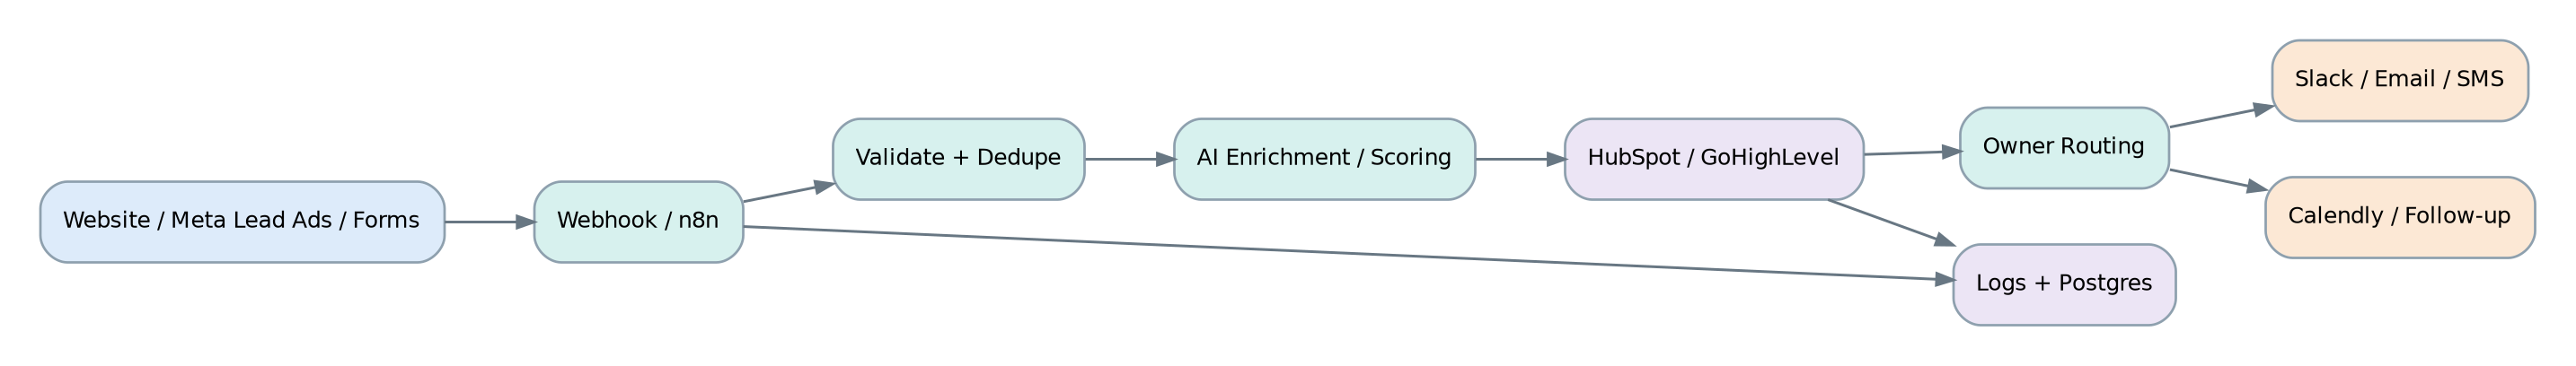 Website / Meta Lead Ads / Forms
Webhook / n8n
Validate + Dedupe
AI Enrichment / Scoring
HubSpot / GoHighLevel
Owner Routing
Slack / Email / SMS
Calendly / Follow-up
Logs + Postgres